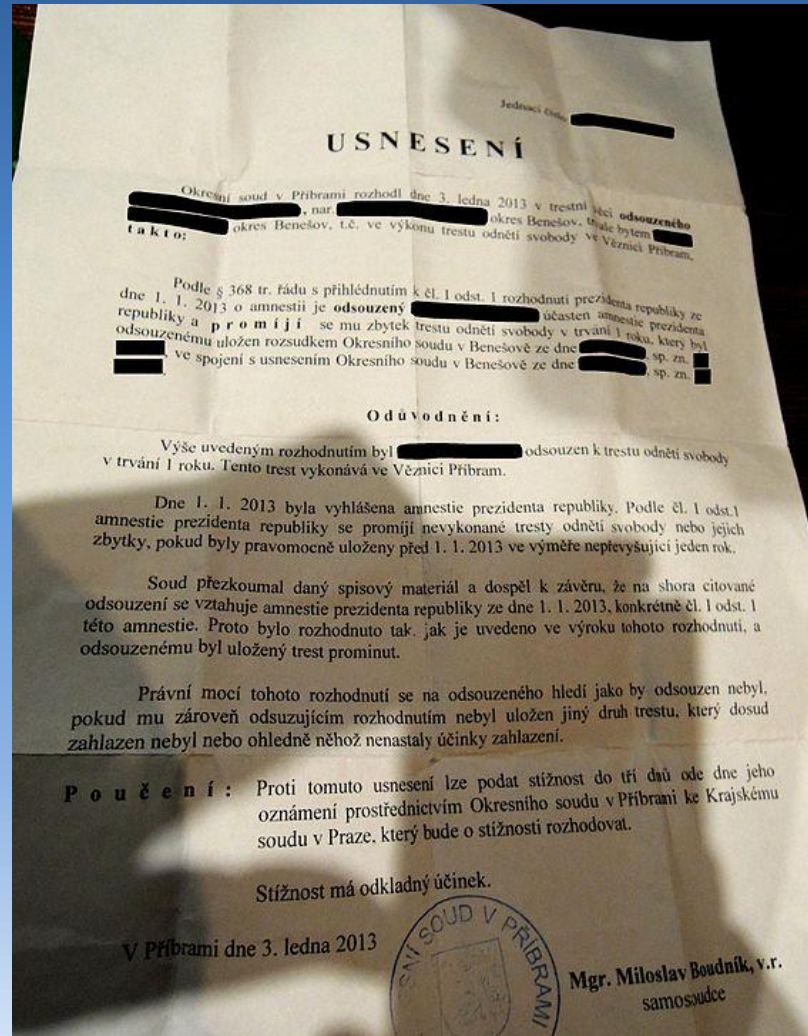 Jednací číslo
USNESENÍ
Okresní soud v Příbrami rozhodl dne 3. ledna 2013 v trestní věci odsouzeného
, nar. okres Benešov, trvale bytem
okres Benešov, t.č. ve výkonu trestu odnětí svobody ve Věznici Příbram,
takto:
Podle § 368 tr. řádu s přihlédnutím k čl. I odst. 1 rozhodnutí prezidenta republiky ze
dne 1. 1. 2013 o amnestii je odsouzený účasten amnestie prezidenta
republiky a promíjí se mu zbytek trestu odnětí svobody v trvání 1 roku, který byl
odsouzenému uložen rozsudkem Okresního soudu v Benešově ze dne , sp. zn.
, ve spojení s usnesením Okresního soudu v Benešově ze dne , sp. zn.
Odůvodnění:
Výše uvedeným rozhodnutím byl odsouzen k trestu odnětí svobody
v trvání 1 roku. Tento trest vykonává ve Věznici Příbram.
Dne 1. 1. 2013 byla vyhlášena amnestie prezidenta republiky. Podle čl. I odst.1
amnestie prezidenta republiky se promíjí nevykonané tresty odnětí svobody nebo jejich
zbytky, pokud byly pravomocně uloženy před 1. 1. 2013 ve výměře nepřevyšující jeden rok.
Soud přezkoumal daný spisový materiál a dospěl k závěru, že na shora citované
odsouzení se vztahuje amnestie prezidenta republiky ze dne 1. 1. 2013, konkrétně čl. I odst. 1
této amnestie. Proto bylo rozhodnuto tak, jak je uvedeno ve výroku tohoto rozhodnutí, a
odsouzenému byl uložený trest prominut.
Právní mocí tohoto rozhodnutí se na odsouzeného hledí jako by odsouzen nebyl,
pokud mu zároveň odsuzujícím rozhodnutím nebyl uložen jiný druh trestu, který dosud
zahlazen nebyl nebo ohledně něhož nenastaly účinky zahlazení.
Poučení: Proti tomuto usnesení lze podat stížnost do tří dnů ode dne jeho
oznámení prostřednictvím Okresního soudu v Příbrami ke Krajskému
soudu v Praze, který bude o stížnosti rozhodovat.
Stížnost má odkladný účinek.
V Příbrami dne 3. ledna 2013
SNÍ SOUD V PŘÍBRAMI
Mgr. Miloslav Boudník, v.r.
samosoudce